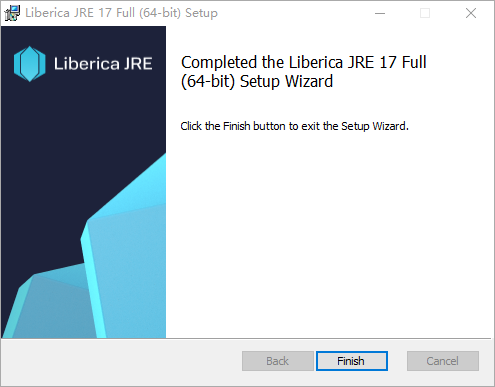 Liberica JRE 17 Full (64-bit) Setup
Liberica JRE
Completed the Liberica JRE 17 Full
(64-bit) Setup Wizard
Click the Finish button to exit the Setup Wizard.
Back
Finish
Cancel